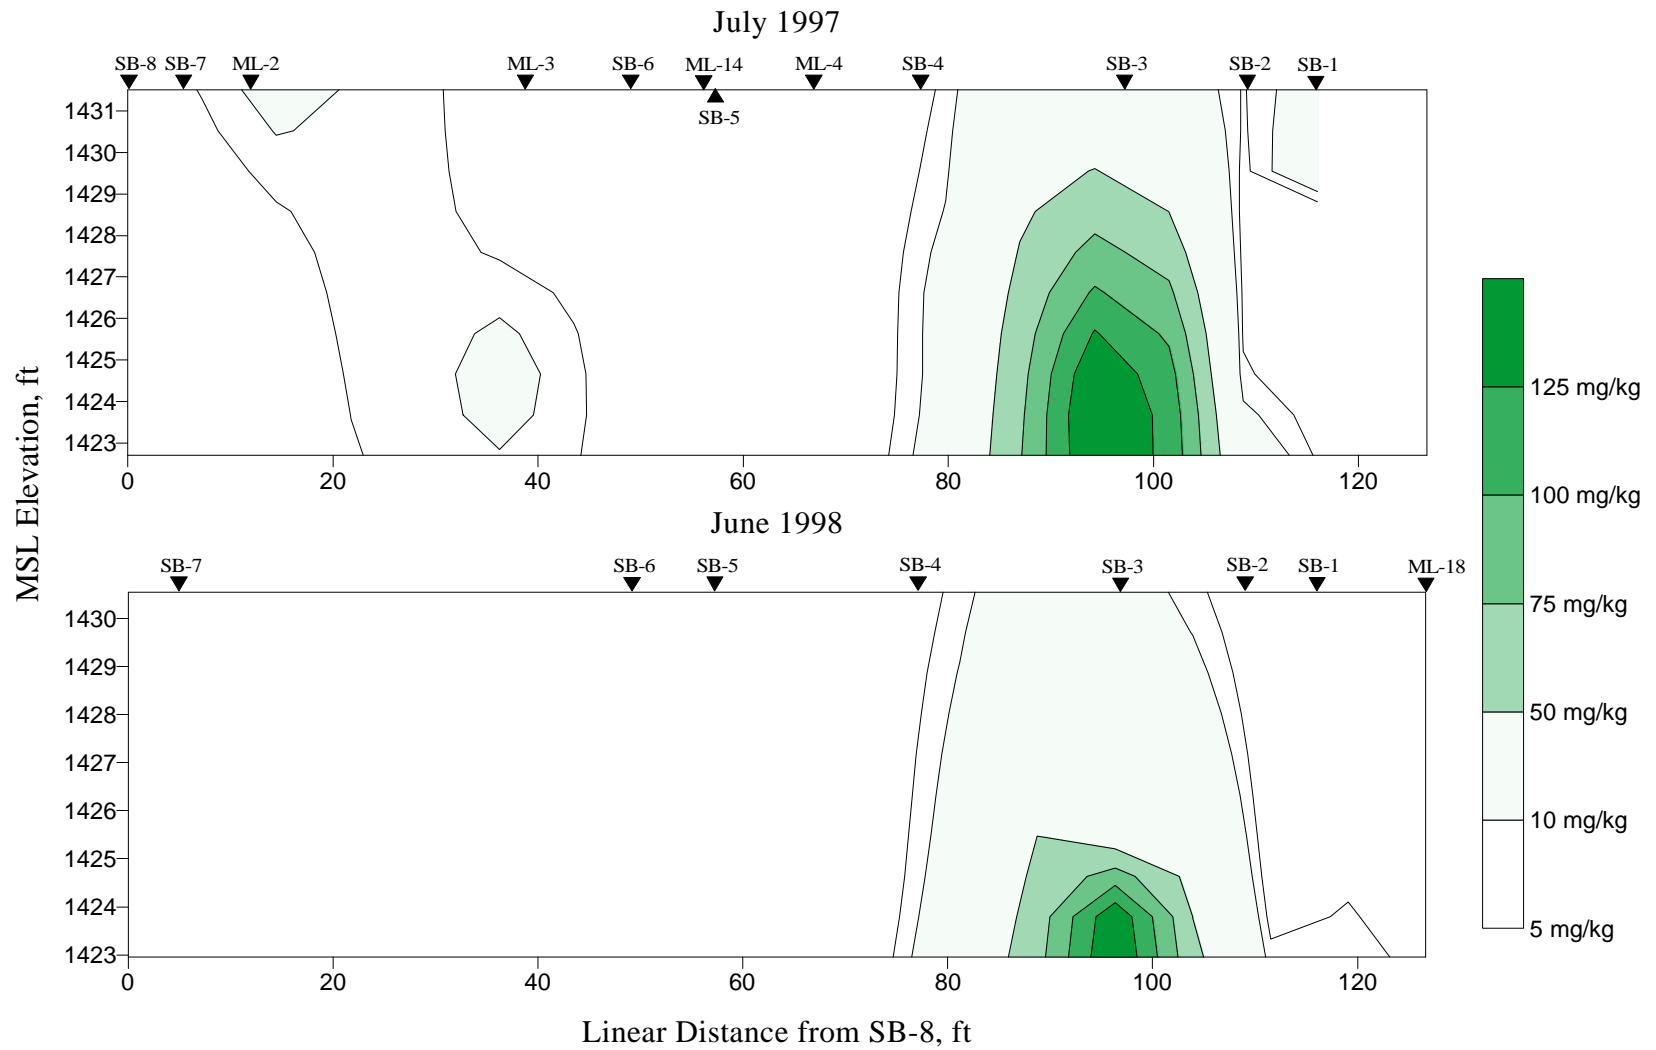 July 1997
SB-8 SB-7 ML-2 ML-3 SB-6 ML-14 ML-4 SB-4 SB-3 SB-2 SB-1
SB-5
1431
1430
1429
1428
1427
1426
1425
1424
1423
0 20 40 60 80 100 120
MSL Elevation, ft
June 1998
SB-7 SB-6 SB-5 SB-4 SB-3 SB-2 SB-1 ML-18
1430
1429
1428
1427
1426
1425
1424
1423
0 20 40 60 80 100 120
Linear Distance from SB-8, ft
125 mg/kg
100 mg/kg
75 mg/kg
50 mg/kg
10 mg/kg
5 mg/kg